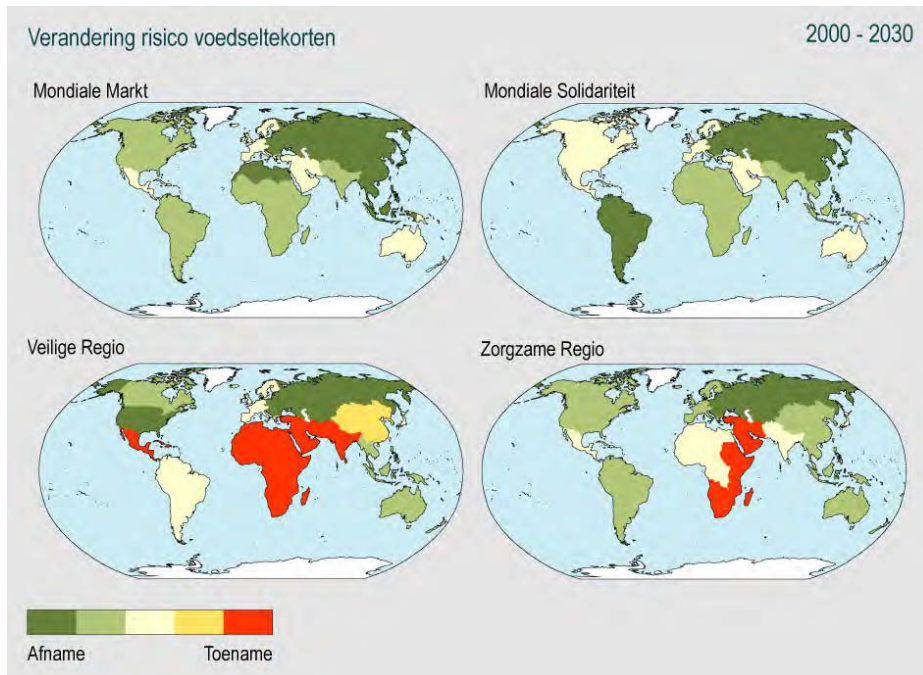 Verandering risico voedseltekorten
2000 - 2030
Mondiale Markt
Mondiale Solidariteit
Veilige Regio
Zorgzame Regio
Afname
Toename